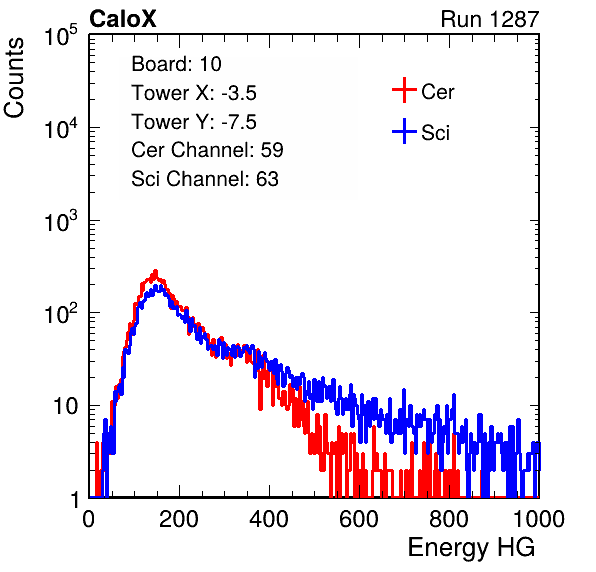 CaloX Run 1287
Counts
Board: 10
Tower X: -3.5
Tower Y: -7.5
Cer Channel: 59
Sci Channel: 63
Cer
Sci
10^5
10^4
10^3
10^2
10
1
0 200 400 600 800 1000
Energy HG